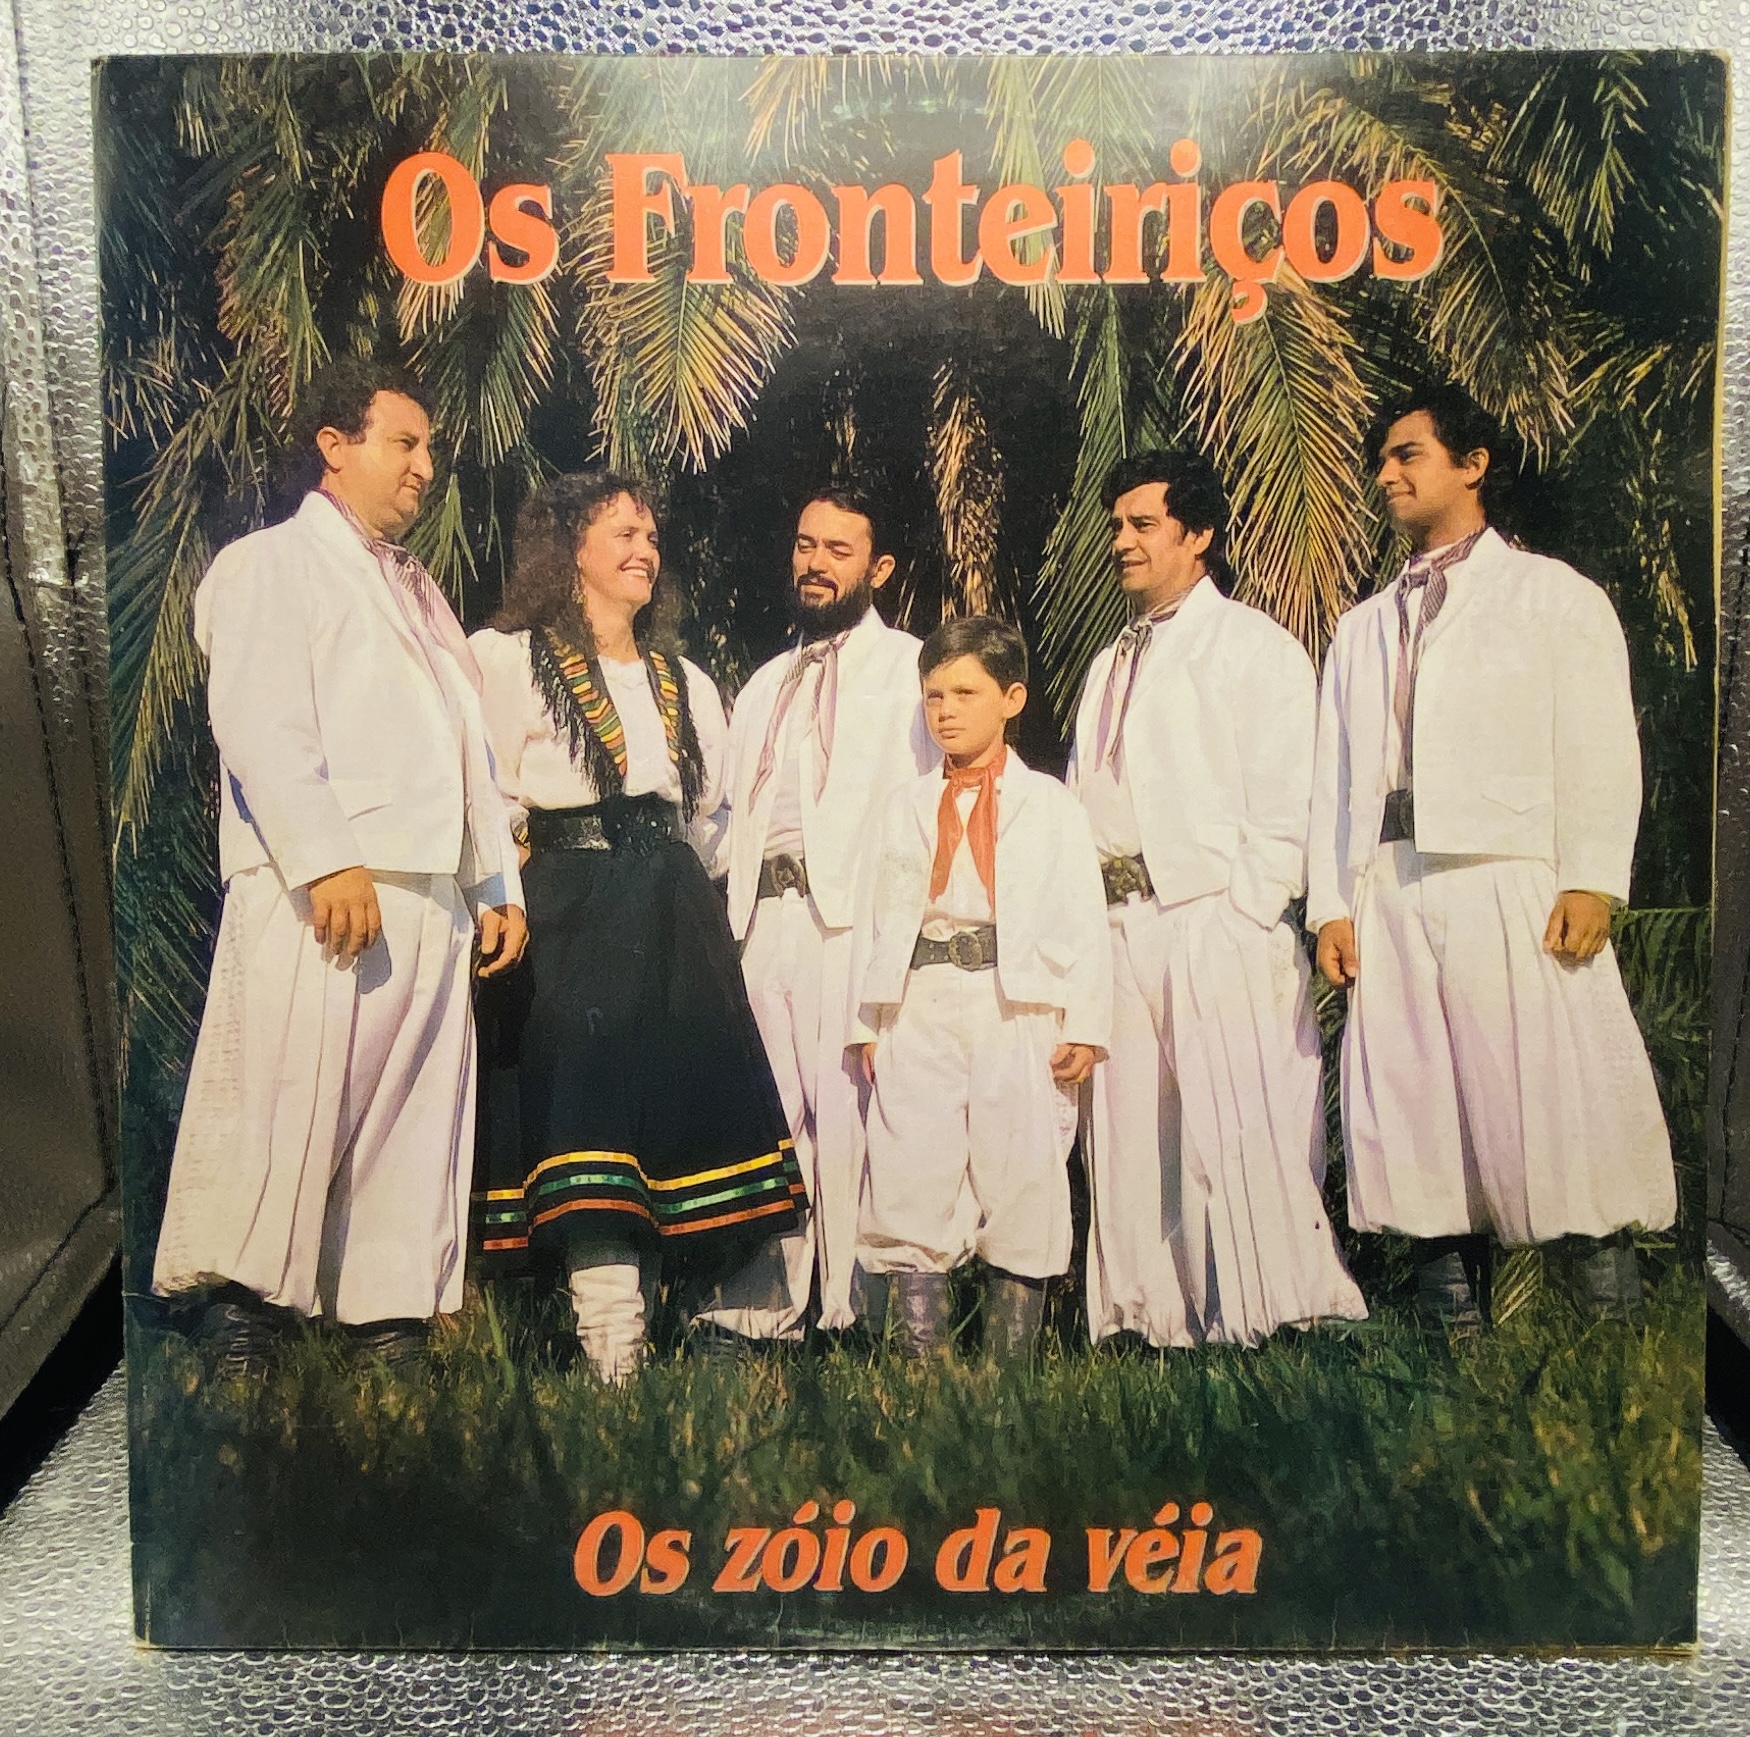 Os Fronteiriços
Os zóio da véia